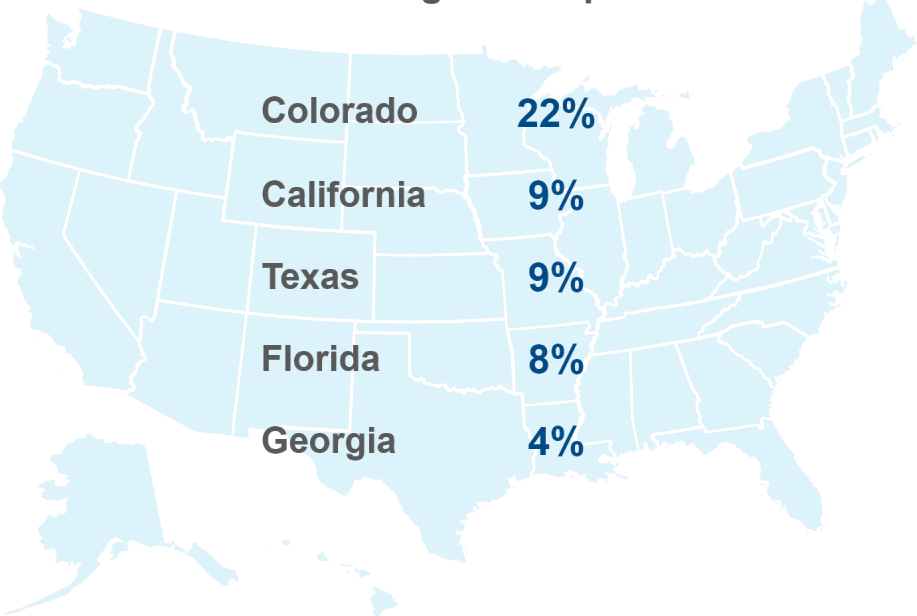 Colorado 22%
California 9%
Texas 9%
Florida 8%
Georgia 4%